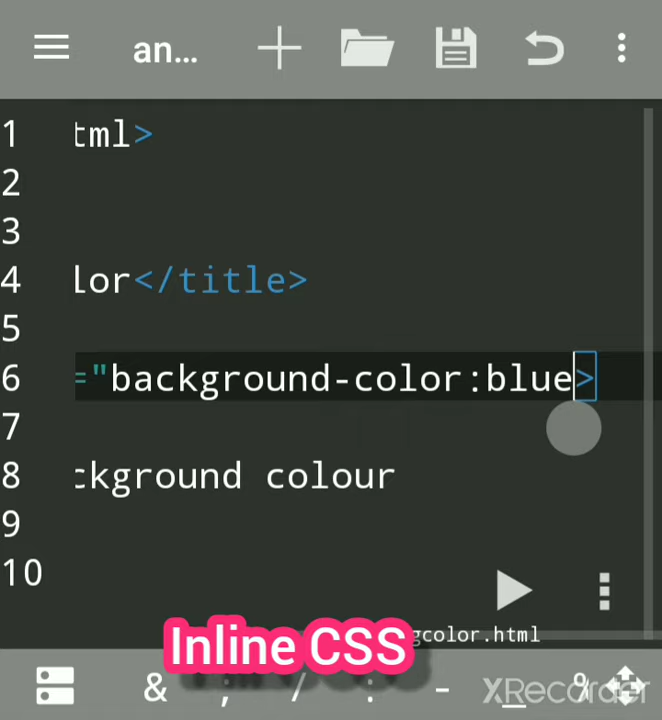 an...
1 tml>
2
3
4 lor</title>
5
6 ="background-color:blue>
7
8 ckground colour
9
10
Inline CSS
gcolor.html
& ; / : - _ %
XRecorder